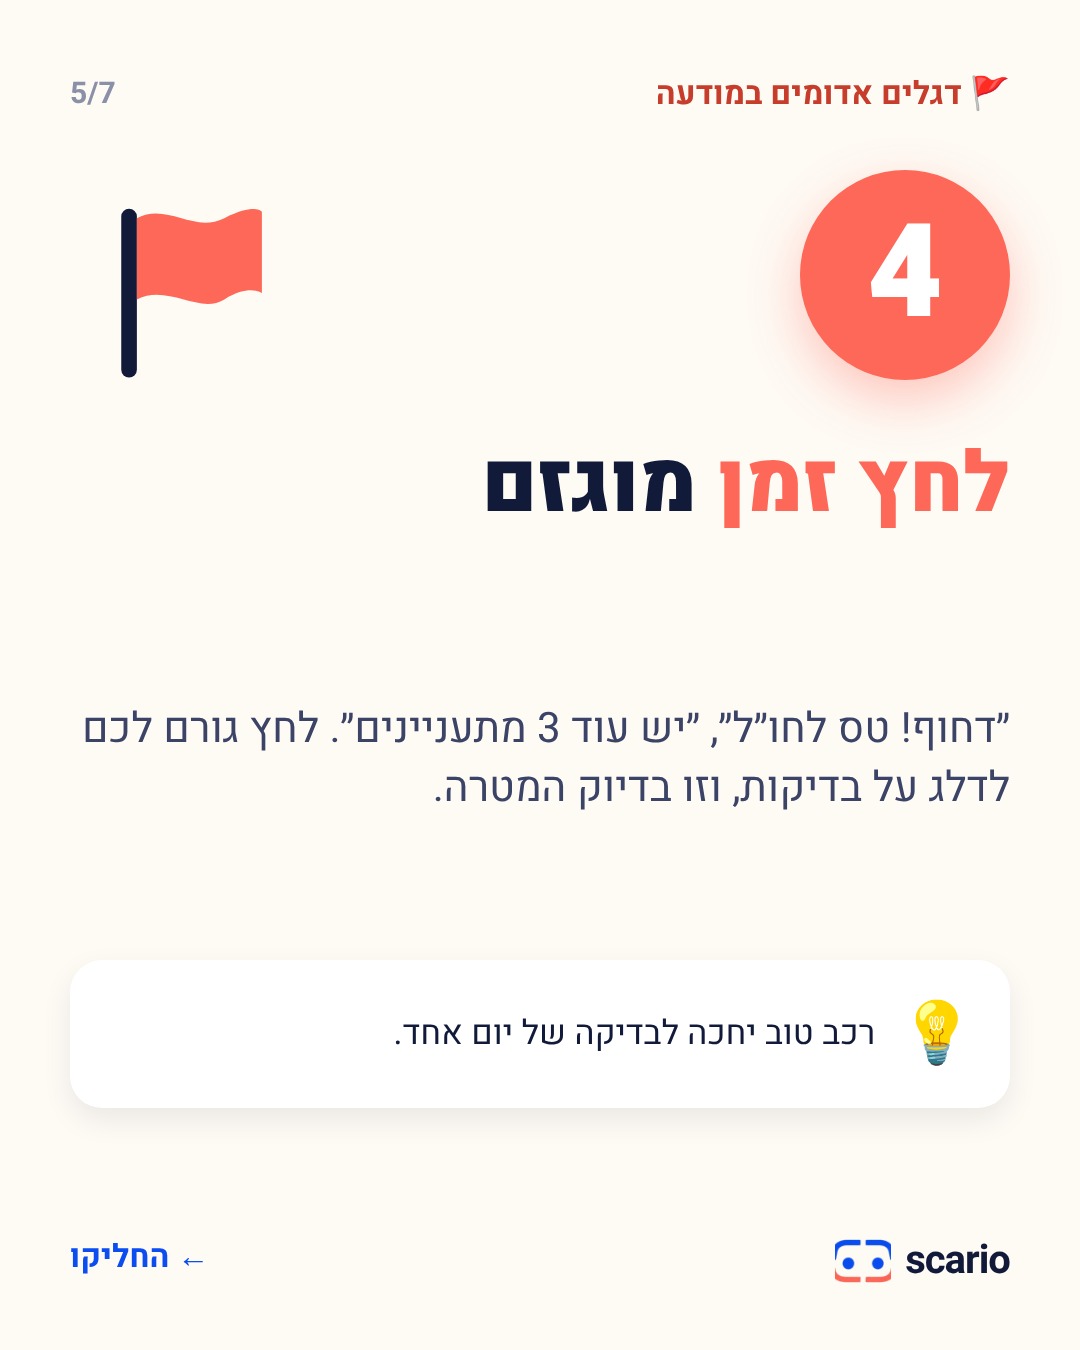 🚩 דגלים אדומים במודעה
5/7
4
לחץ זמן מוגזם
״דחוף! טס לחו״ל״, ״יש עוד 3 מתעניינים״. לחץ גורם לכם
לדלג על בדיקות, וזו בדיוק המטרה.
💡 רכב טוב יחכה לבדיקה של יום אחד.
scario
← החליקו